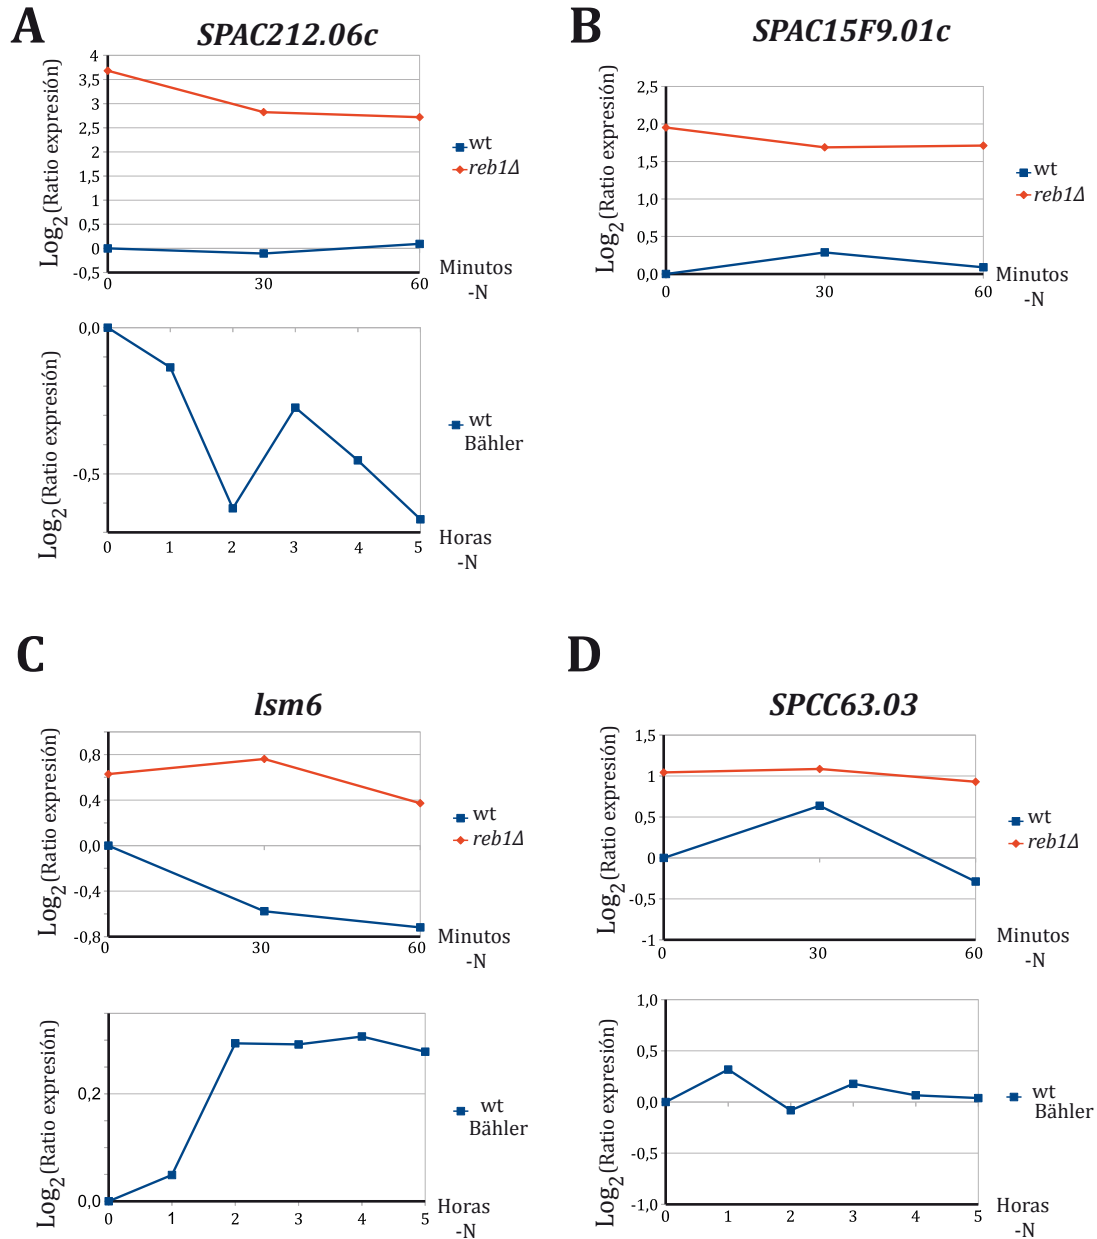 A
SPAC212.06c
Log2(Ratio expresión)
4
3,5
3
2,5
2
1,5
1
0,5
0
-0,5
0 30 60
Minutos
-N
wt
reb1Δ
Log2(Ratio expresión)
0,0
-0,5
0 1 2 3 4 5
Horas
-N
wt
Bähler
B
SPAC15F9.01c
Log2(Ratio expresión)
2,5
2,0
1,5
1,0
0,5
0,0
0 30 60
Minutos
-N
wt
reb1Δ
C
lsm6
Log2(Ratio expresión)
0,8
0,4
0,0
-0,4
-0,8
0 30 60
Minutos
-N
wt
reb1Δ
Log2(Ratio expresión)
0,2
0,0
0 1 2 3 4 5
Horas
-N
wt
Bähler
D
SPCC63.03
Log2(Ratio expresión)
1,5
1
0,5
0
-0,5
-1
0 30 60
Minutos
-N
wt
reb1Δ
Log2(Ratio expresión)
1,0
0,5
0,0
-0,5
-1,0
0 1 2 3 4 5
Horas
-N
wt
Bähler